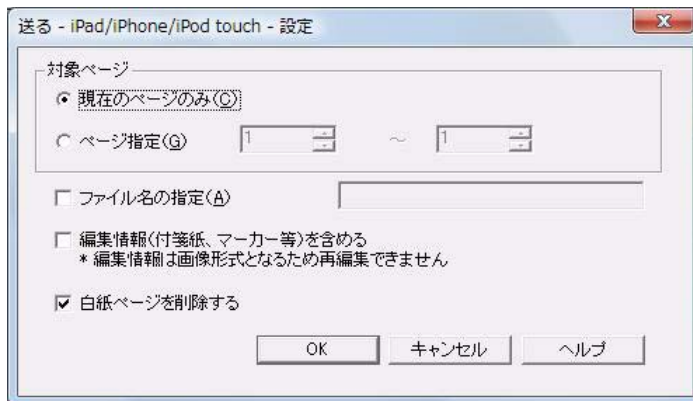 送る - iPad/iPhone/iPod touch - 設定
対象ページ
現在のページのみ(C)
ページ指定(G) 1 ～ 1
ファイル名の指定(A)
編集情報(付箋紙、マーカー等)を含める
* 編集情報は画像形式となるため再編集できません
白紙ページを削除する
OK キャンセル ヘルプ